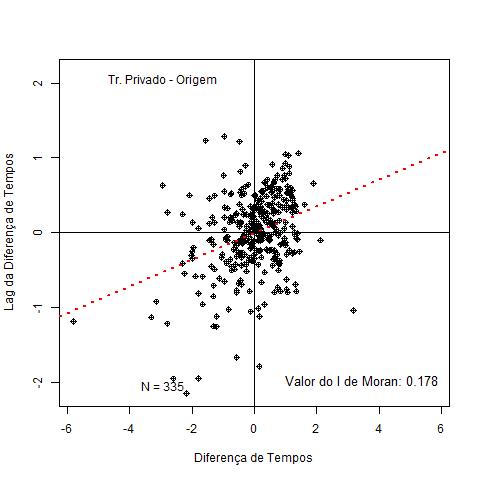 Tr. Privado - Origem
2
1
0
-1
-2
Lag da Diferença de Tempos
N = 335
Valor do I de Moran: 0.178
-6 -4 -2 0 2 4 6
Diferença de Tempos